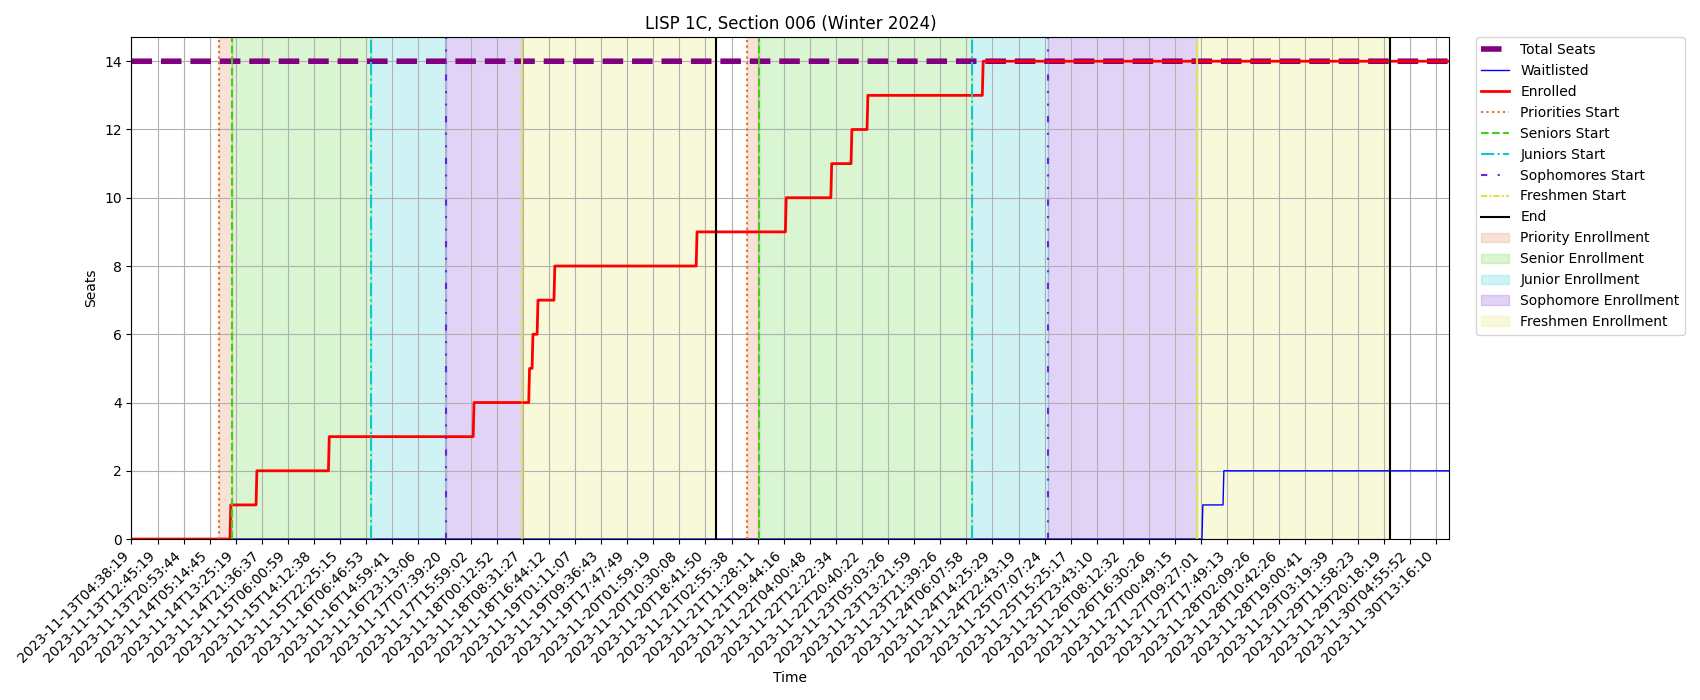 LISP 1C, Section 006 (Winter 2024)
Seats
14
12
10
8
6
4
2
0
2023-11-13T04:38:19
2023-11-13T12:45:19
2023-11-13T20:53:44
2023-11-14T05:14:45
2023-11-14T13:25:19
2023-11-14T21:36:37
2023-11-15T06:00:59
2023-11-15T14:12:38
2023-11-15T22:25:15
2023-11-16T06:46:53
2023-11-16T14:59:41
2023-11-16T23:13:06
2023-11-17T07:39:20
2023-11-17T15:59:02
2023-11-18T00:12:52
2023-11-18T08:31:27
2023-11-18T16:44:12
2023-11-19T01:11:07
2023-11-19T09:36:43
2023-11-19T17:47:49
2023-11-20T01:59:19
2023-11-20T10:30:08
2023-11-20T18:41:50
2023-11-21T02:55:38
2023-11-21T11:28:11
2023-11-21T19:44:16
2023-11-22T04:00:48
2023-11-22T12:22:34
2023-11-22T20:40:22
2023-11-23T05:03:26
2023-11-23T13:21:59
2023-11-23T21:39:26
2023-11-24T06:07:58
2023-11-24T14:25:29
2023-11-24T22:43:19
2023-11-25T07:07:24
2023-11-25T15:25:17
2023-11-25T23:43:10
2023-11-26T08:12:32
2023-11-26T16:30:26
2023-11-27T00:49:15
2023-11-27T09:27:01
2023-11-27T17:49:13
2023-11-28T02:09:26
2023-11-28T10:42:26
2023-11-28T19:00:41
2023-11-29T03:19:39
2023-11-29T11:58:23
2023-11-29T20:18:19
2023-11-30T04:55:52
2023-11-30T13:16:10
Time
Total Seats
Waitlisted
Enrolled
Priorities Start
Seniors Start
Juniors Start
Sophomores Start
Freshmen Start
End
Priority Enrollment
Senior Enrollment
Junior Enrollment
Sophomore Enrollment
Freshmen Enrollment